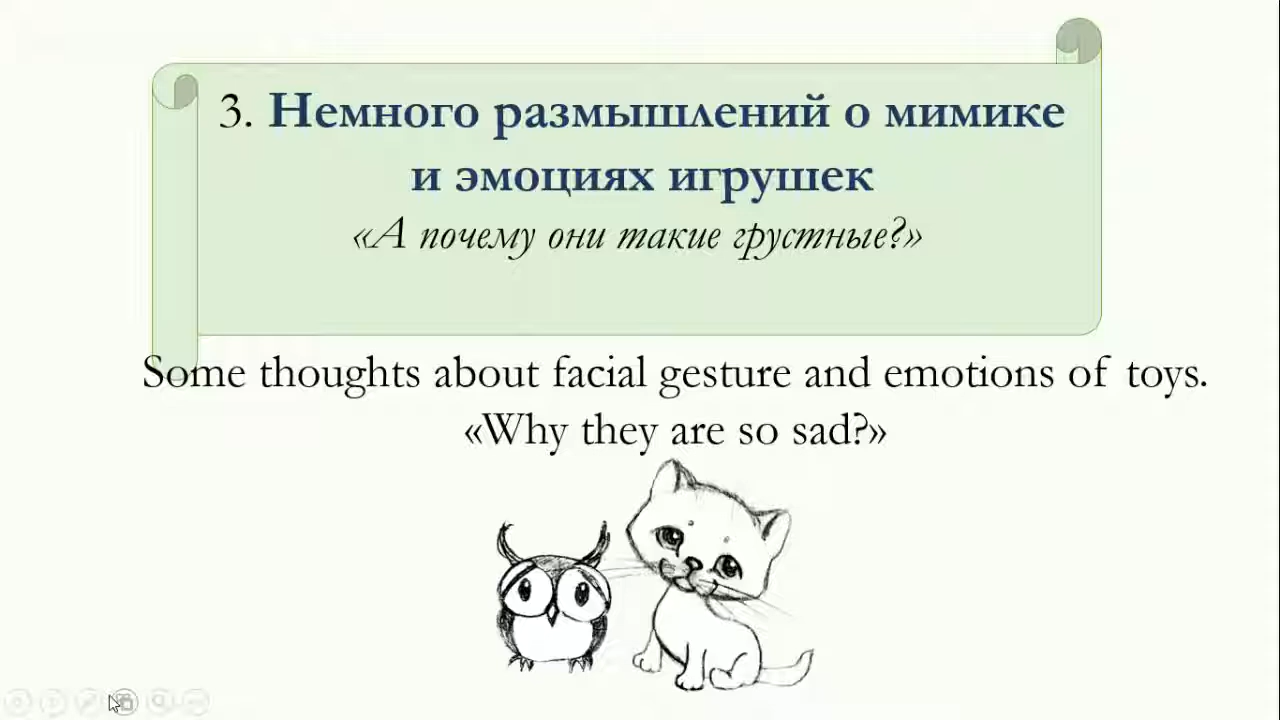 3. Немного размышлений о мимике
и эмоциях игрушек
«А почему они такие грустные?»
Some thoughts about facial gesture and emotions of toys.
«Why they are so sad?»